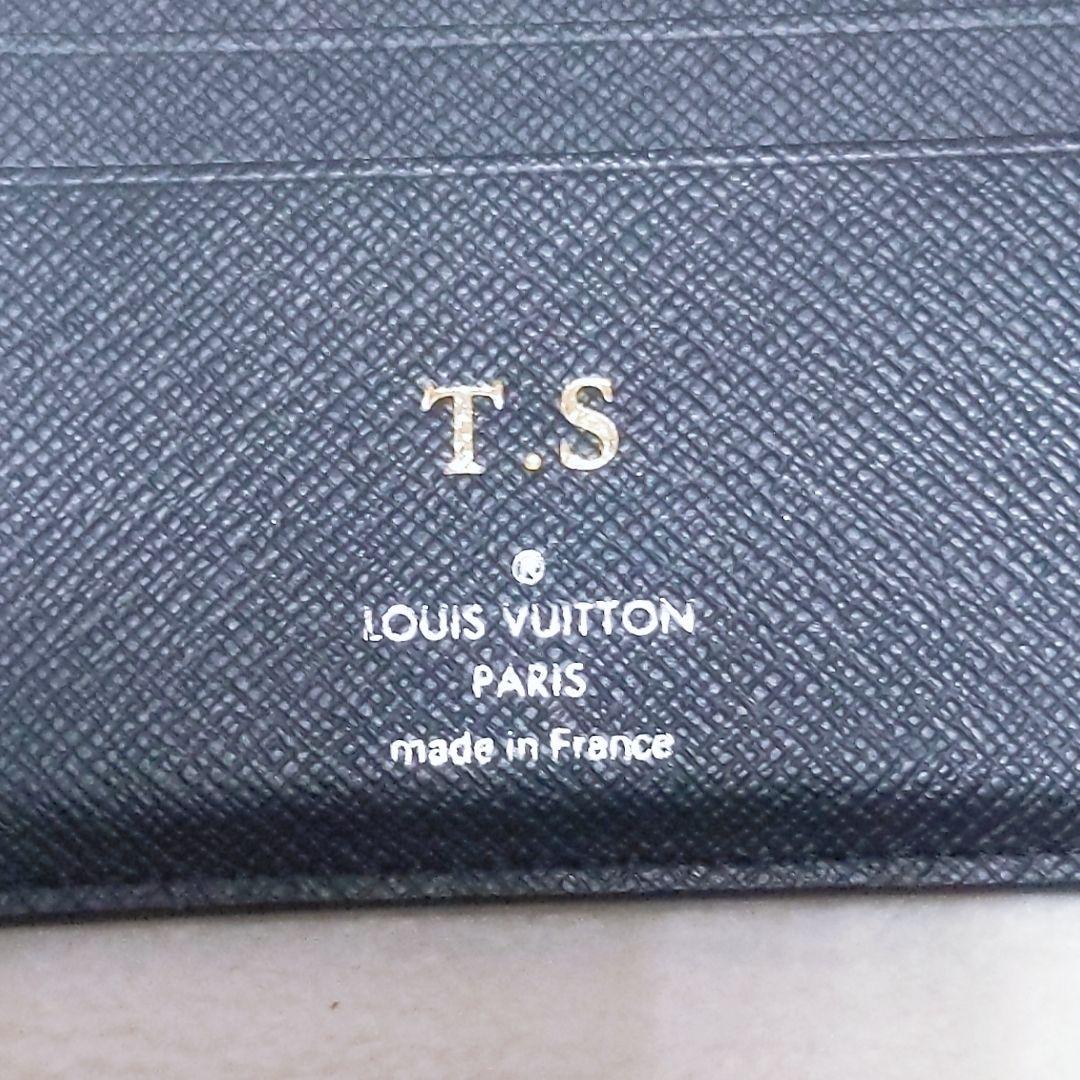 T.S
®
LOUIS VUITTON
PARIS
made in France